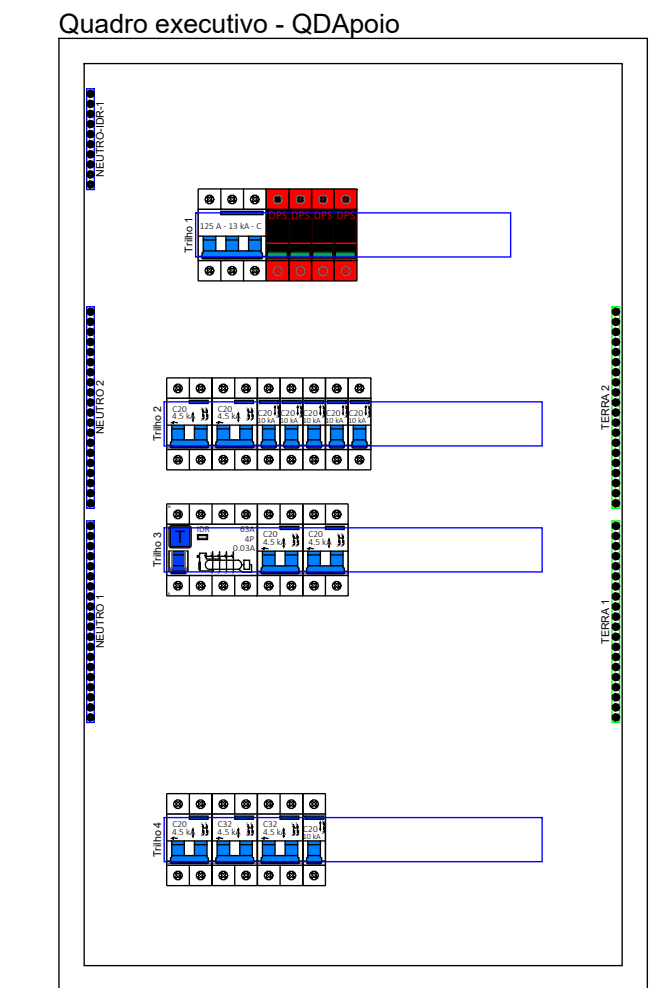 Quadro executivo - QDApoio
NEUTRO-IDR-1
Trilho 1
125 A - 13 kA - C
DPS
DPS
DPS
DPS
NEUTRO 2
TERRA 2
Trilho 2
C20
4.5 kA
C20
4.5 kA
C20
10 kA
C20
10 kA
C20
10 kA
C20
10 kA
C20
10 kA
Trilho 3
T
IDR
63A
4P
0.03A
C20
4.5 kA
C20
4.5 kA
NEUTRO 1
TERRA 1
Trilho 4
C20
4.5 kA
C32
4.5 kA
C32
4.5 kA
C20
10 kA